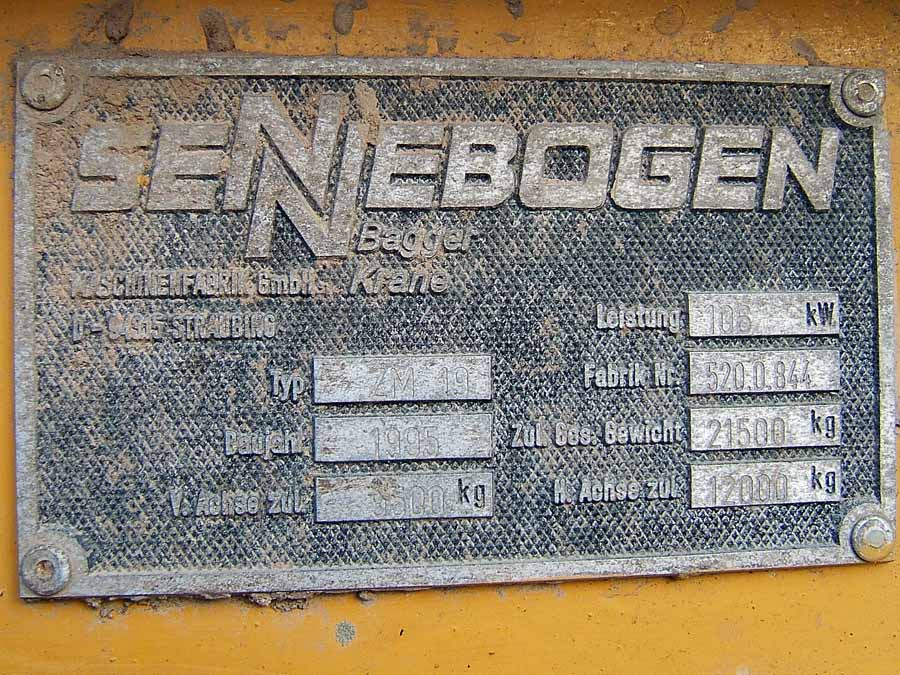 SENNEBOGEN
Bagger
Krane
MASCHINENFABRIK GmbH
D - 94315 STRAUBING
Leistung 106 kW
Typ ZM 19
Fabrik Nr. 520.0.844
Baujahr 1995
Zul. Ges. Gewicht 21500 kg
V. Achse zul. kg
H. Achse zul. 12000 kg